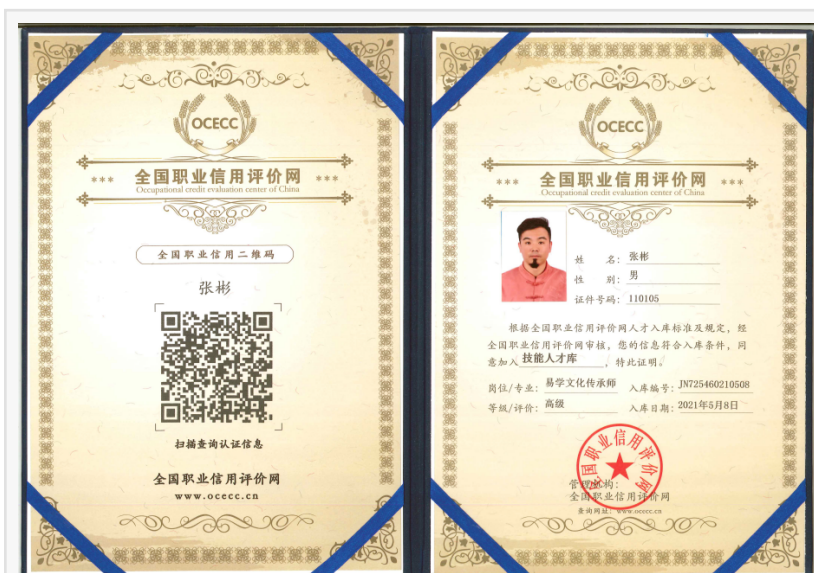 OCECC
*** 全国职业信用评价网 ***
Occupational credit evaluation center of China
全国职业信用二维码
张彬
扫描查询认证信息
全国职业信用评价网
www.ocecc.cn
OCECC
*** 全国职业信用评价网 ***
Occupational credit evaluation center of China
姓 名: 张彬
性 别: 男
证件号码: 110105
根据全国职业信用评价网人才入库标准及规定，经
全国职业信用评价网审核，您的信息符合入库条件，同
意加入 技能人才库 ，特此证明。
岗位/专业: 易学文化传承师 入库编号: JN725460210508
等级/评价: 高级 入库日期: 2021年5月8日
全国职业信用评价网
管理机构:
全国职业信用评价网
查询网址: www.ocecc.cn